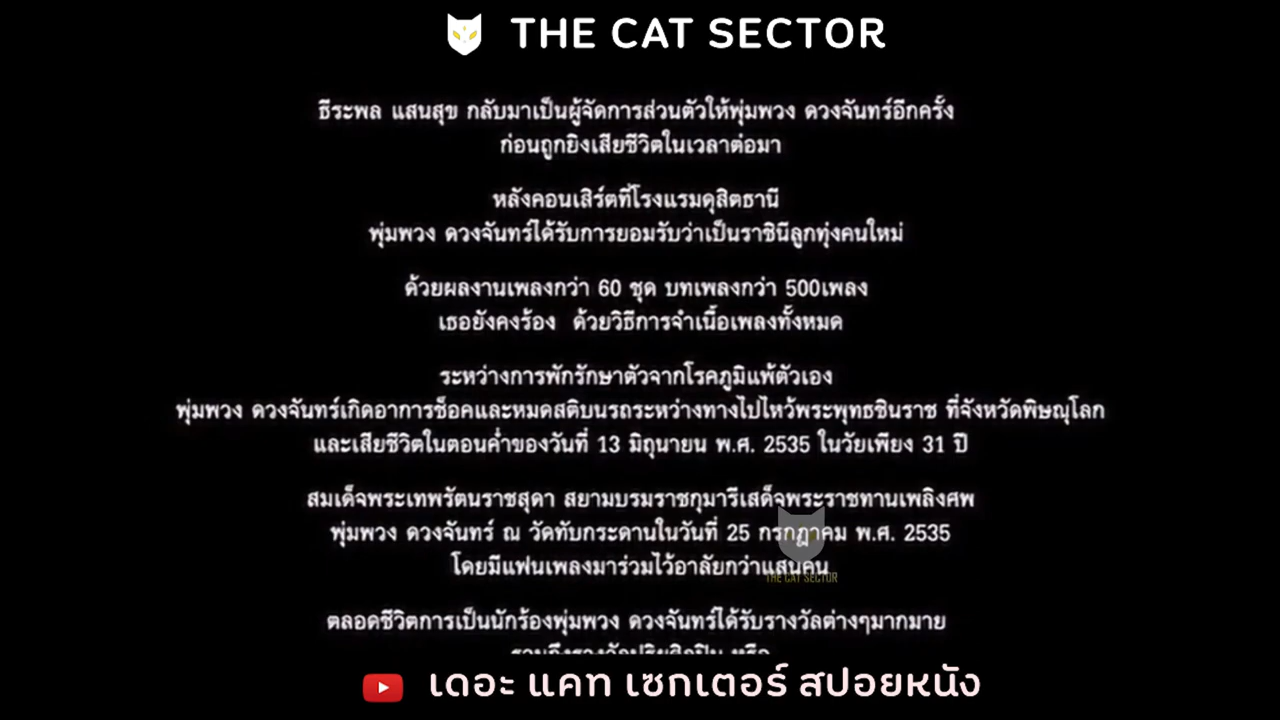 THE CAT SECTOR
ธีระพล แสนสุข กลับมาเป็นผู้จัดการส่วนตัวให้พุ่มพวง ดวงจันทร์อีกครั้ง
ก่อนถูกยิงเสียชีวิตในเวลาต่อมา
หลังคอนเสิร์ตที่โรงแรมดุสิตธานี
พุ่มพวง ดวงจันทร์ได้รับการยอมรับว่าเป็นราชินีลูกทุ่งคนใหม่
ด้วยผลงานเพลงกว่า 60 ชุด บทเพลงกว่า 500เพลง
เธอยังคงร้อง ด้วยวิธีการจำเนื้อเพลงทั้งหมด
ระหว่างการพักรักษาตัวจากโรคภูมิแพ้ตัวเอง
พุ่มพวง ดวงจันทร์เกิดอาการช็อคและหมดสติบนรถระหว่างทางไปไหว้พระพุทธชินราช ที่จังหวัดพิษณุโลก
และเสียชีวิตในตอนค่ำของวันที่ 13 มิถุนายน พ.ศ. 2535 ในวัยเพียง 31 ปี
สมเด็จพระเทพรัตนราชสุดา สยามบรมราชกุมารีเสด็จพระราชทานเพลิงศพ
พุ่มพวง ดวงจันทร์ ณ วัดทับกระดานในวันที่ 25 กรกฎาคม พ.ศ. 2535
โดยมีแฟนเพลงมาร่วมไว้อาลัยกว่าแสนคน
THE CAT SECTOR
ตลอดชีวิตการเป็นนักร้องพุ่มพวง ดวงจันทร์ได้รับรางวัลต่างๆมากมาย
เดอะ แคท เซกเตอร์ สปอยหนัง